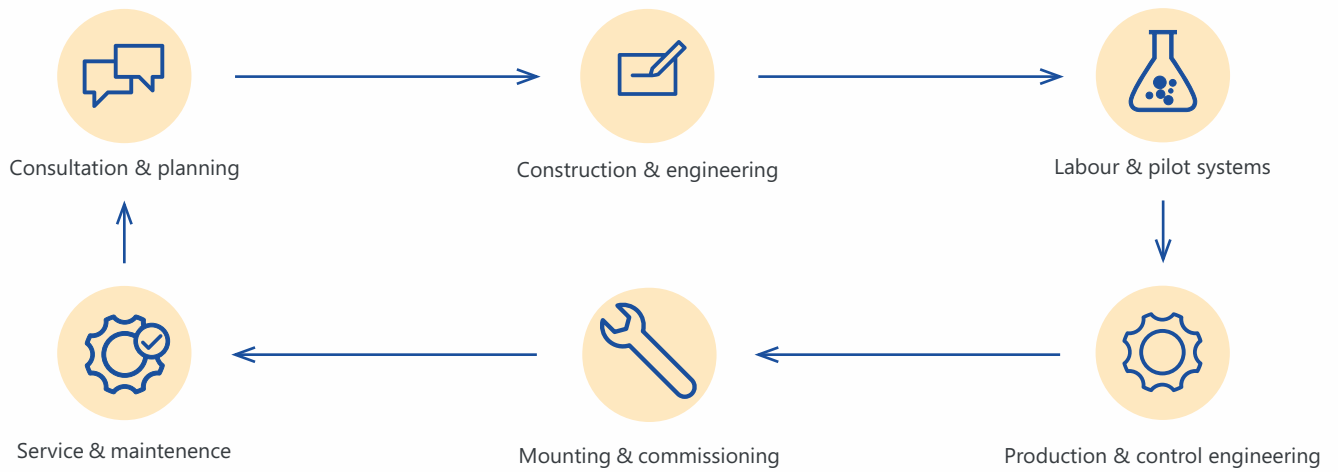 Consultation & planning
Construction & engineering
Labour & pilot systems
Service & maintenence
Mounting & commissioning
Production & control engineering